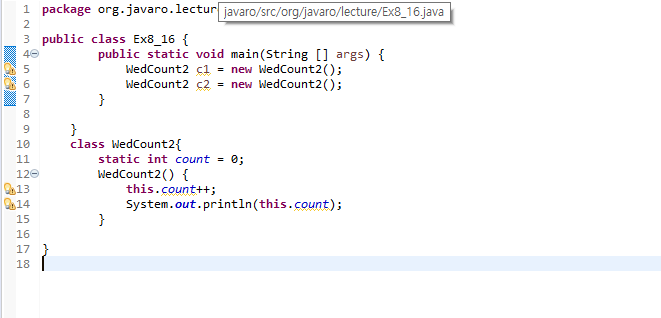 1 package org.javaro.lectur javaro/src/org/javaro/lecture/Ex8_16.java
2
3 public class Ex8_16 {
4 public static void main(String [] args) {
5 WedCount2 c1 = new WedCount2();
6 WedCount2 c2 = new WedCount2();
7 }
8
9 }
10 class WedCount2{
11 static int count = 0;
12 WedCount2() {
13 this.count++;
14 System.out.println(this.count);
15 }
16
17 }
18